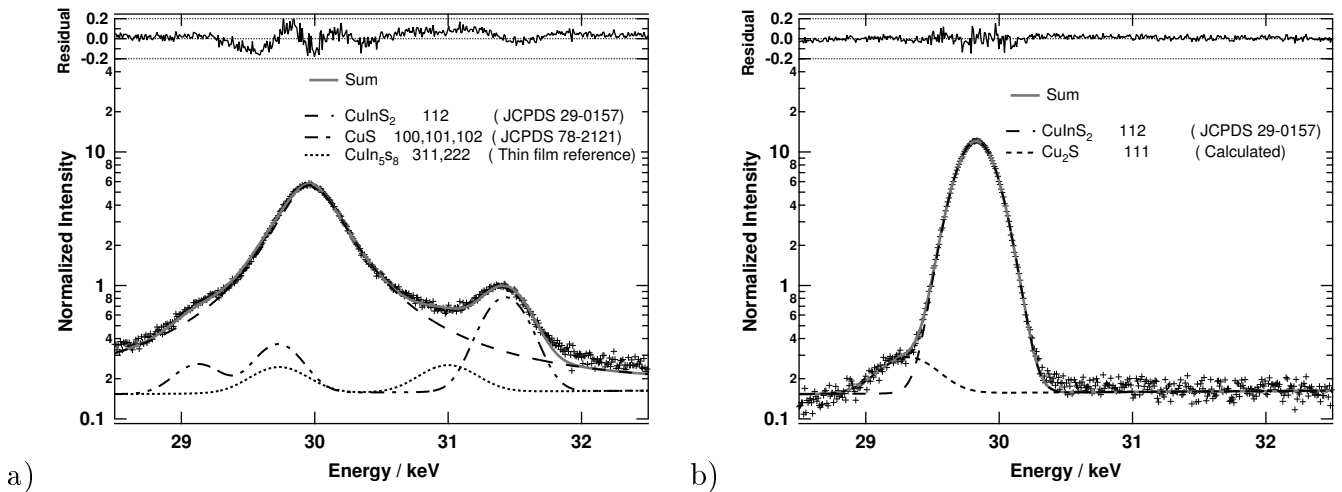 Residual
0.2
0.0
-0.2
4
2
10
8
6
4
2
1
8
6
4
2
0.1
Normalized Intensity
Sum
CuInS2 112 ( JCPDS 29-0157)
CuS 100,101,102 ( JCPDS 78-2121)
CuIn5s8 311,222 ( Thin film reference)
29 30 31 32
Energy / keV
a)
Residual
0.2
0.0
-0.2
4
2
10
8
6
4
2
1
8
6
4
2
0.1
Normalized Intensity
Sum
CuInS2 112 ( JCPDS 29-0157)
Cu2S 111 ( Calculated)
29 30 31 32
Energy / keV
b)